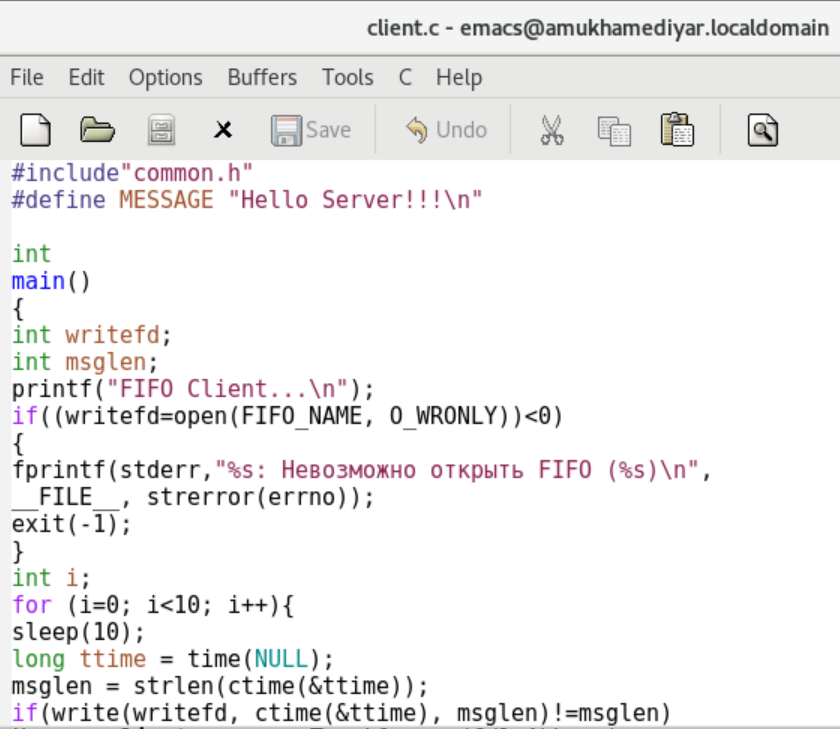 client.c - emacs@amukhamediyar.localdomain
File Edit Options Buffers Tools C Help
Save Undo
#include"common.h"
#define MESSAGE "Hello Server!!!\n"
int
main()
{
int writefd;
int msglen;
printf("FIFO Client...\n");
if((writefd=open(FIFO_NAME, O_WRONLY))<0)
{
fprintf(stderr,"%s: Невозможно открыть FIFO (%s)\n",
__FILE__, strerror(errno));
exit(-1);
}
int i;
for (i=0; i<10; i++){
sleep(10);
long ttime = time(NULL);
msglen = strlen(ctime(&ttime));
if(write(writefd, ctime(&ttime), msglen)!=msglen)